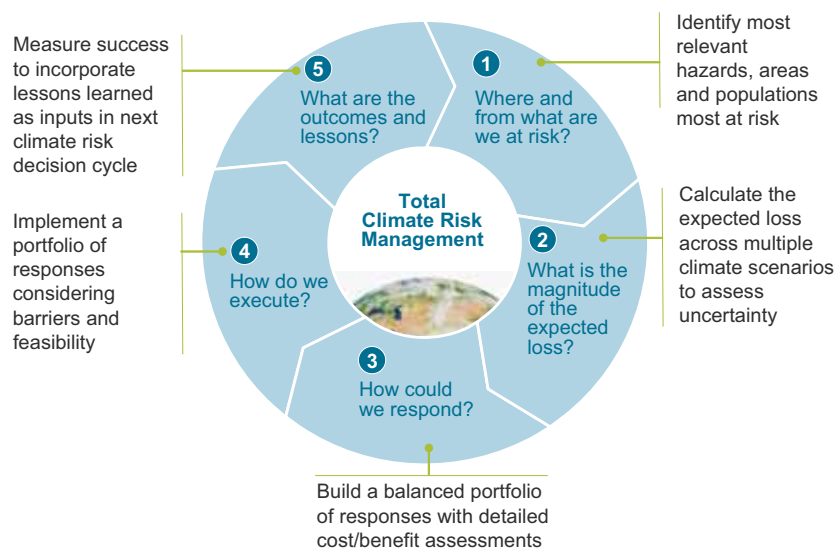 Total
Climate Risk
Management
1
Where and
from what are
we at risk?
Identify most
relevant
hazards, areas
and populations
most at risk
2
What is the
magnitude
of the
expected
loss?
Calculate the
expected loss
across multiple
climate scenarios
to assess
uncertainty
3
How could
we respond?
Build a balanced portfolio
of responses with detailed
cost/benefit assessments
4
How do we
execute?
Implement a
portfolio of
responses
considering
barriers and
feasibility
5
What are the
outcomes and
lessons?
Measure success
to incorporate
lessons learned
as inputs in next
climate risk
decision cycle